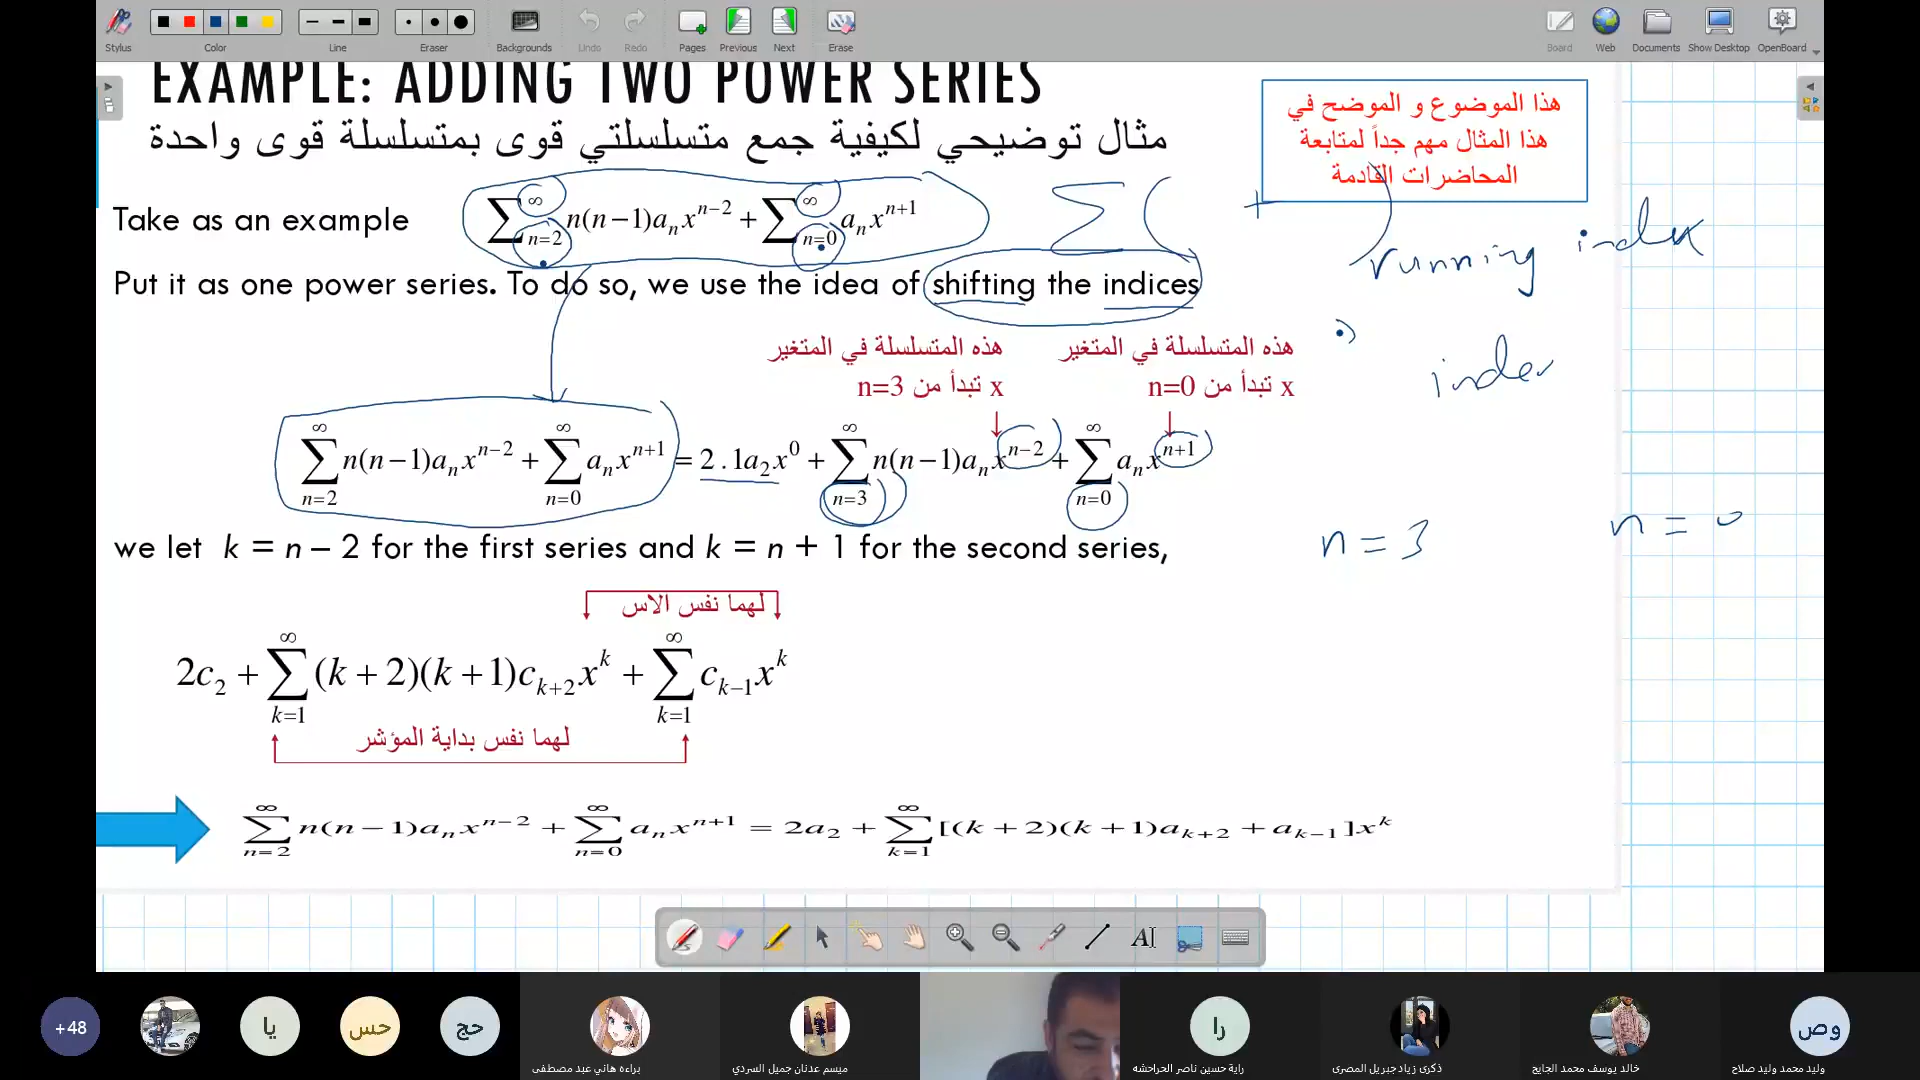 Stylus
Color
Line
Eraser
Backgrounds
Undo
Redo
Pages
Previous
Next
Erase
Board
Web
Documents
Show Desktop
OpenBoard
EXAMPLE: ADDING TWO POWER SERIES
مثال توضيحي لكيفية جمع متسلسلتي قوى بمتسلسلة قوى واحدة
هذا الموضوع و الموضح في
هذا المثال مهم جداً لمتابعة
المحاضرات القادمة
Take as an example ∑_{n=2}^{∞} n(n−1)a_n x^{n−2} + ∑_{n=0}^{∞} a_n x^{n+1}
∑( + )
running index
Put it as one power series. To do so, we use the idea of shifting the indices
index
هذه المتسلسلة في المتغير
x تبدأ من n=3
هذه المتسلسلة في المتغير
x تبدأ من n=0
∑_{n=2}^{∞} n(n−1)a_n x^{n−2} + ∑_{n=0}^{∞} a_n x^{n+1} = 2.1a_2 x^0 + ∑_{n=3}^{∞} n(n−1)a_n x^{n−2} + ∑_{n=0}^{∞} a_n x^{n+1}
we let k = n – 2 for the first series and k = n + 1 for the second series,
n = 3
n = 0
لهما نفس الاس
2c_2 + ∑_{k=1}^{∞} (k+2)(k+1)c_{k+2} x^k + ∑_{k=1}^{∞} c_{k−1} x^k
لهما نفس بداية المؤشر
∑_{n=2}^{∞} n(n−1)a_n x^{n−2} + ∑_{n=0}^{∞} a_n x^{n+1} = 2a_2 + ∑_{k=1}^{∞} [(k+2)(k+1)a_{k+2} + a_{k−1}]x^k
+48
يا
حس
حج
را
وص
براءه هاني عيد مصطفى
ميسم عدنان جميل السردي
راية حسين ناصر الحراحشه
ذكرى زياد جبريل المصرى
خالد يوسف محمد الجايح
وليد محمد وليد صلاح